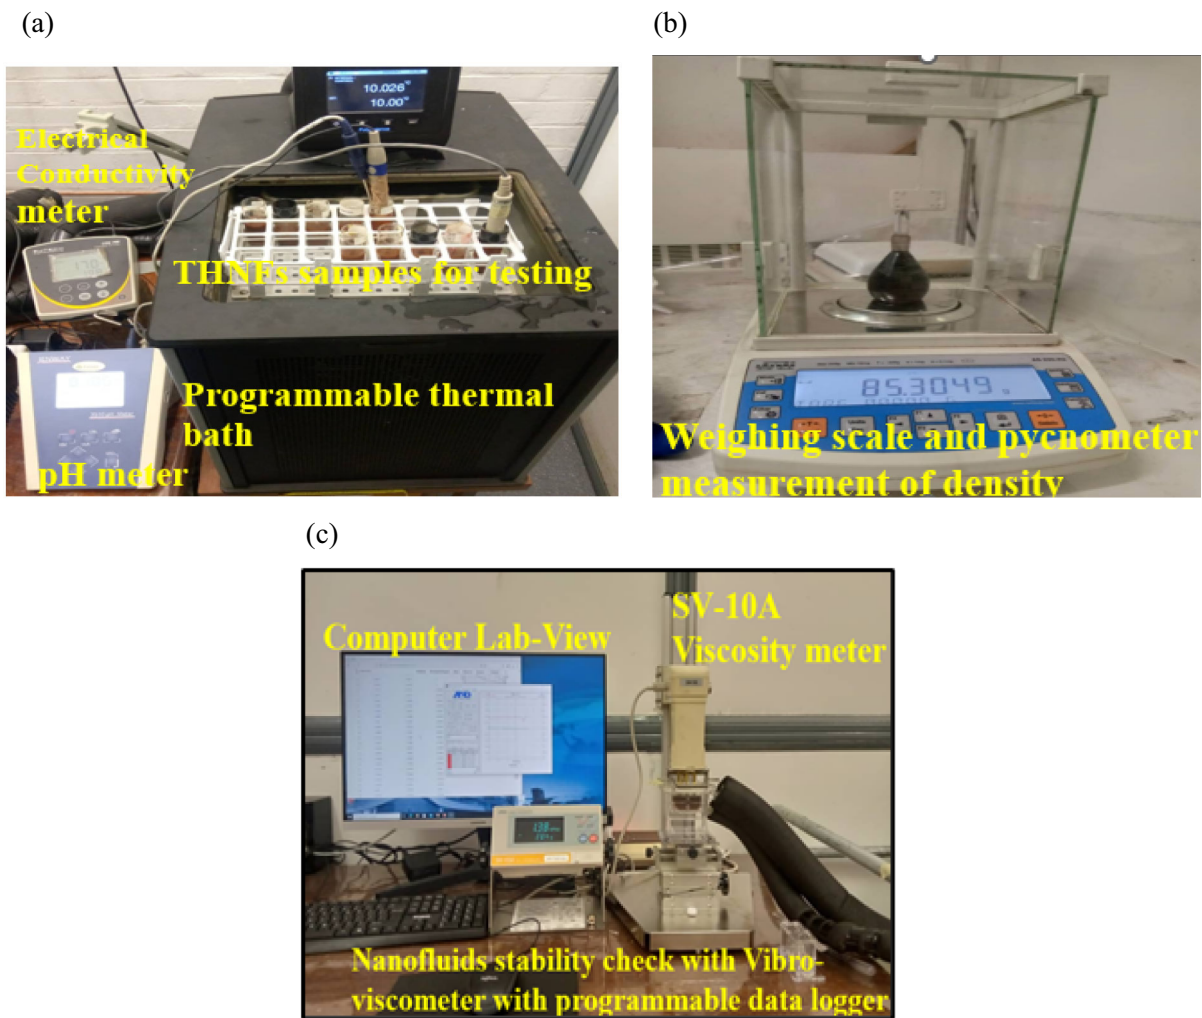 (a)
(b)
10.026 °C
10.00 °C
Electrical
Conductivity
meter
THNFs samples for testing
Programmable thermal
bath
pH meter
85.3049 g
Weighing scale and pycnometer
measurement of density
(c)
SV-10A
Viscosity meter
Computer Lab-View
AND
Nanofluids stability check with Vibro-
viscometer with programmable data logger